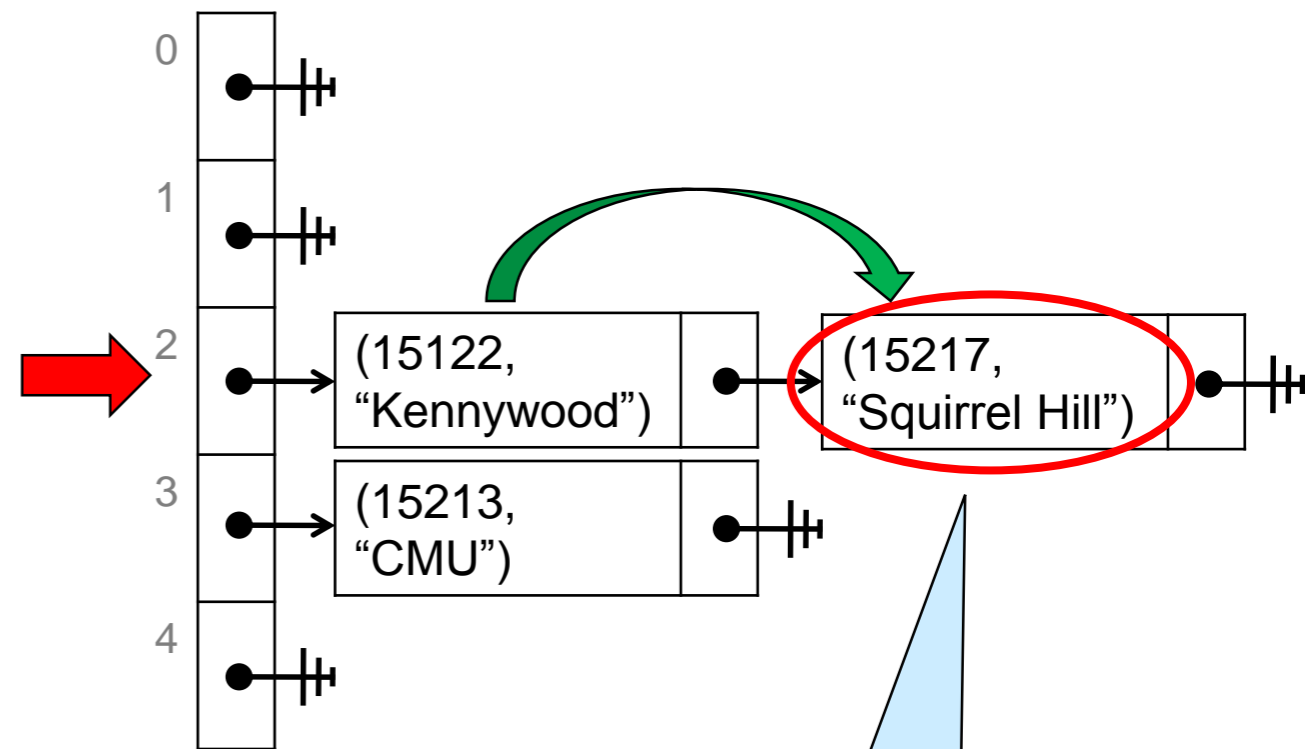 0
1
2
(15122,
“Kennywood”)
(15217,
“Squirrel Hill”)
3
(15213,
“CMU”)
4